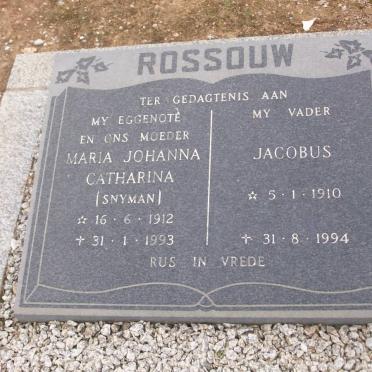 ROSSOUW
TER GEDAGTENIS AAN
MY EGGENOTE
EN ONS MOEDER
MARIA JOHANNA
CATHARINA
(SNYMAN)
☆ 16 · 6 · 1912
✝ 31 · 1 · 1993
MY VADER
JACOBUS
☆ 5 · 1 · 1910
✝ 31 · 8 · 1994
RUS IN VREDE